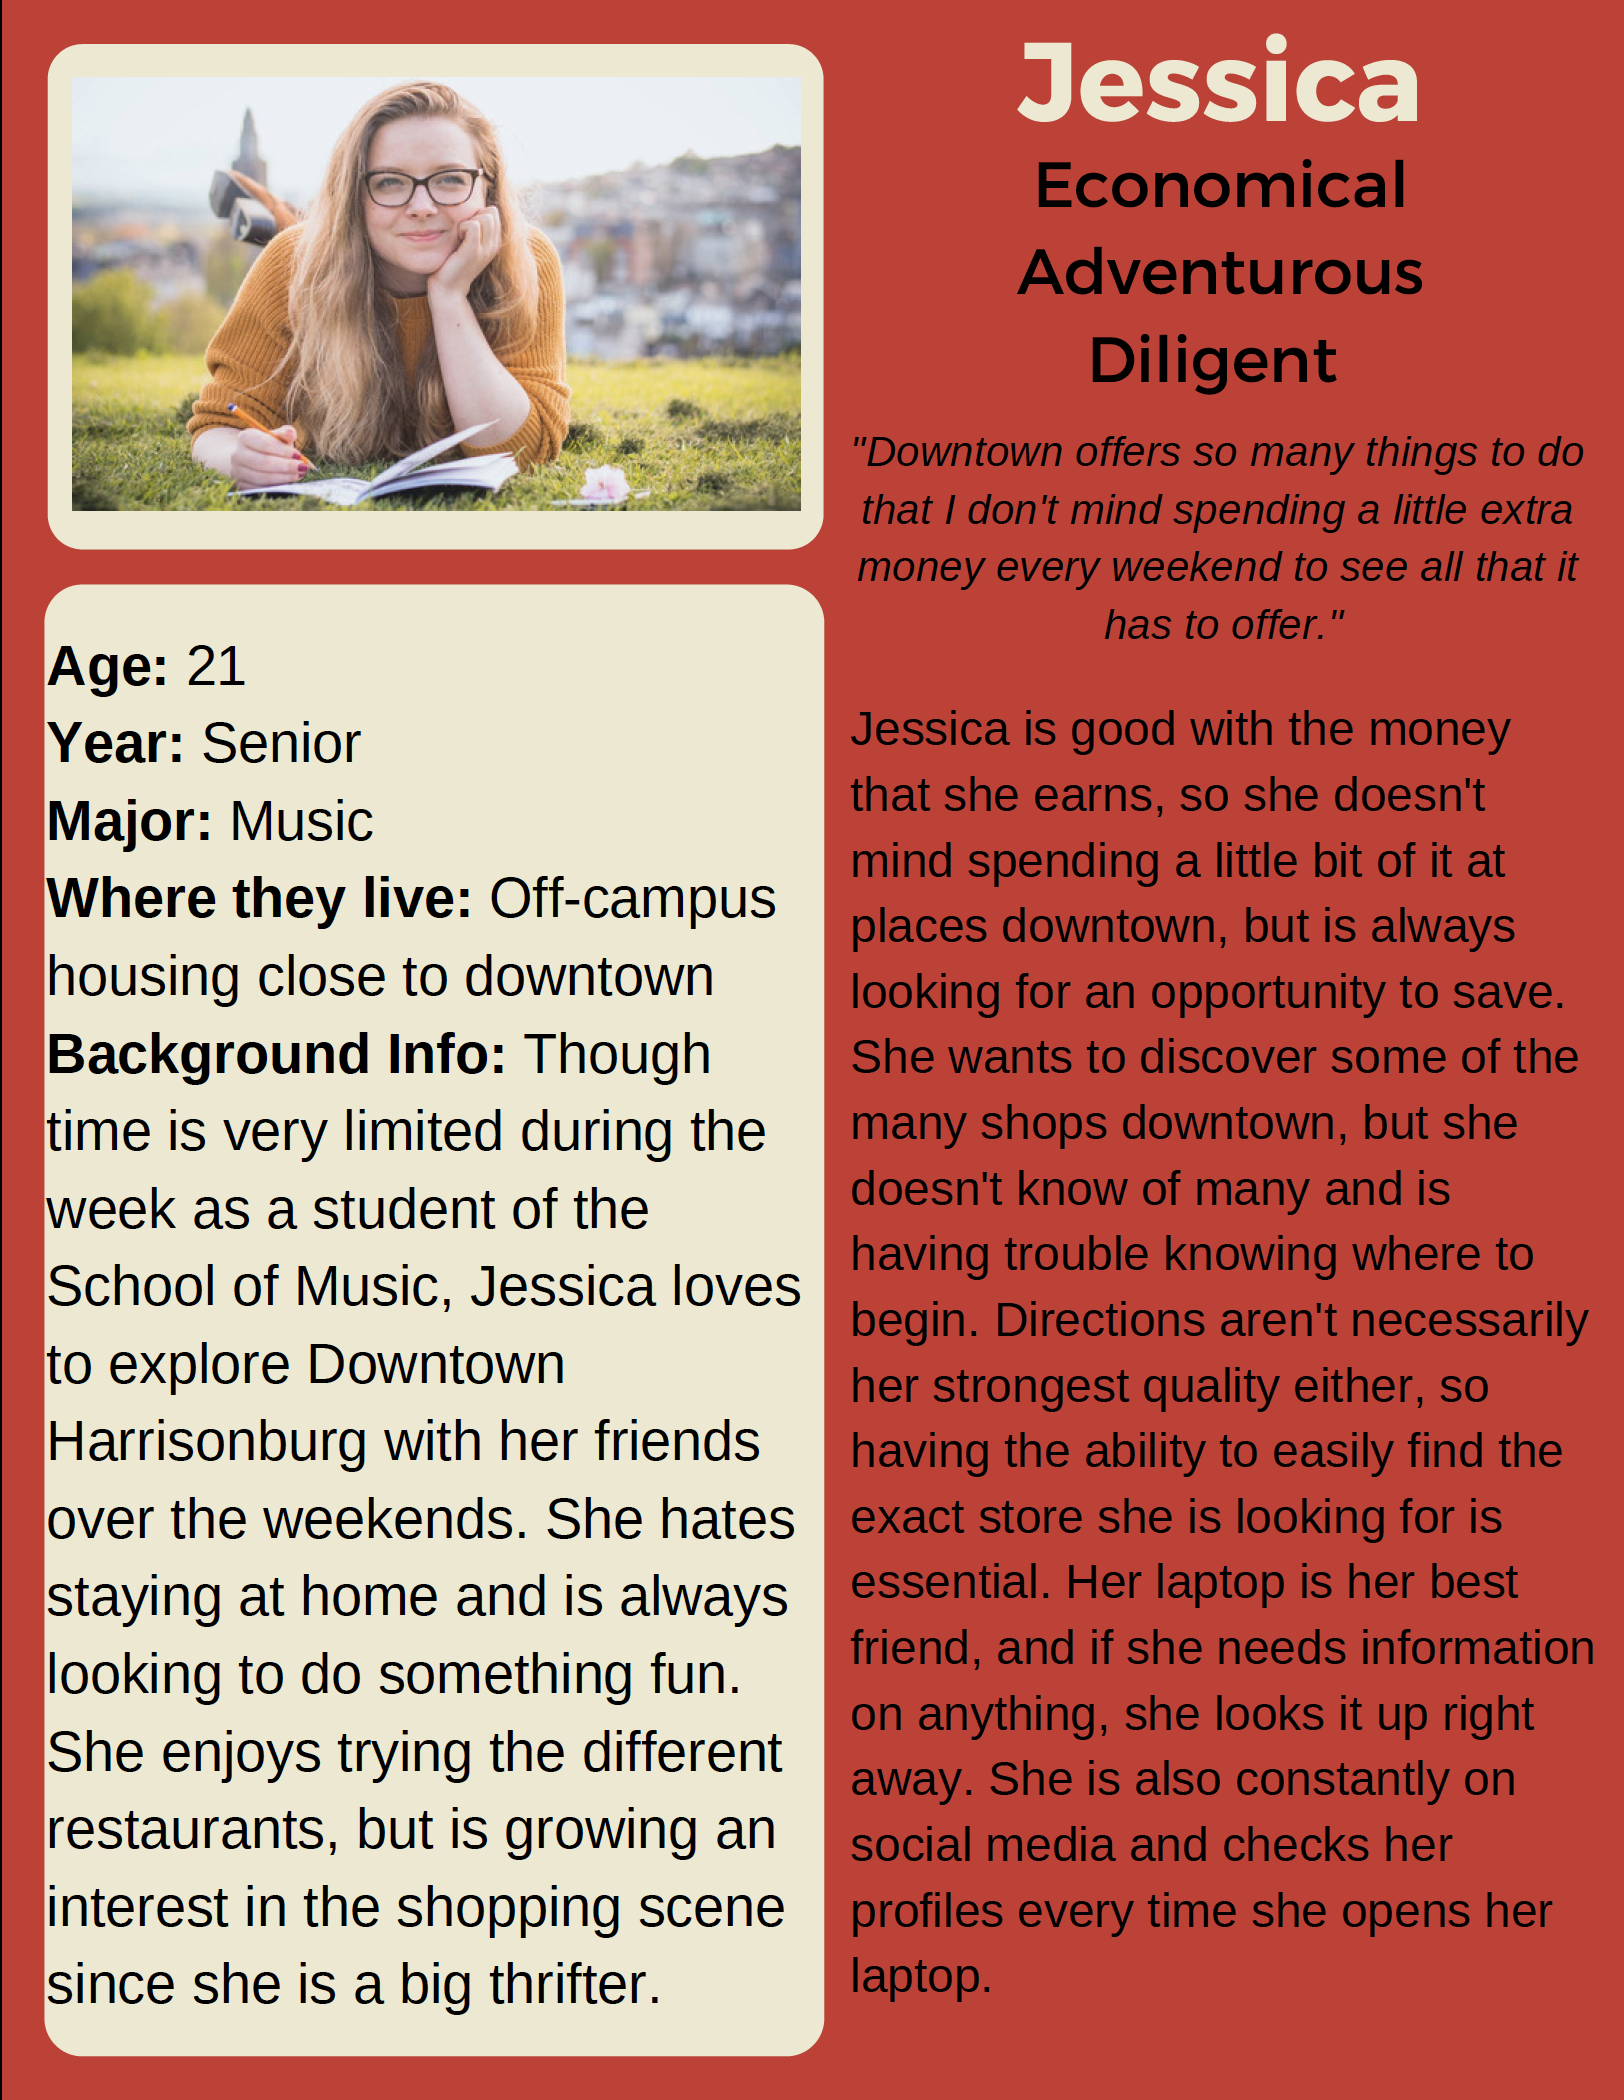 Jessica
Economical
Adventurous
Diligent
"Downtown offers so many things to do
that I don't mind spending a little extra
money every weekend to see all that it
has to offer."
Age: 21
Year: Senior
Major: Music
Where they live: Off-campus
housing close to downtown
Background Info: Though
time is very limited during the
week as a student of the
School of Music, Jessica loves
to explore Downtown
Harrisonburg with her friends
over the weekends. She hates
staying at home and is always
looking to do something fun.
She enjoys trying the different
restaurants, but is growing an
interest in the shopping scene
since she is a big thrifter.
Jessica is good with the money
that she earns, so she doesn't
mind spending a little bit of it at
places downtown, but is always
looking for an opportunity to save.
She wants to discover some of the
many shops downtown, but she
doesn't know of many and is
having trouble knowing where to
begin. Directions aren't necessarily
her strongest quality either, so
having the ability to easily find the
exact store she is looking for is
essential. Her laptop is her best
friend, and if she needs information
on anything, she looks it up right
away. She is also constantly on
social media and checks her
profiles every time she opens her
laptop.